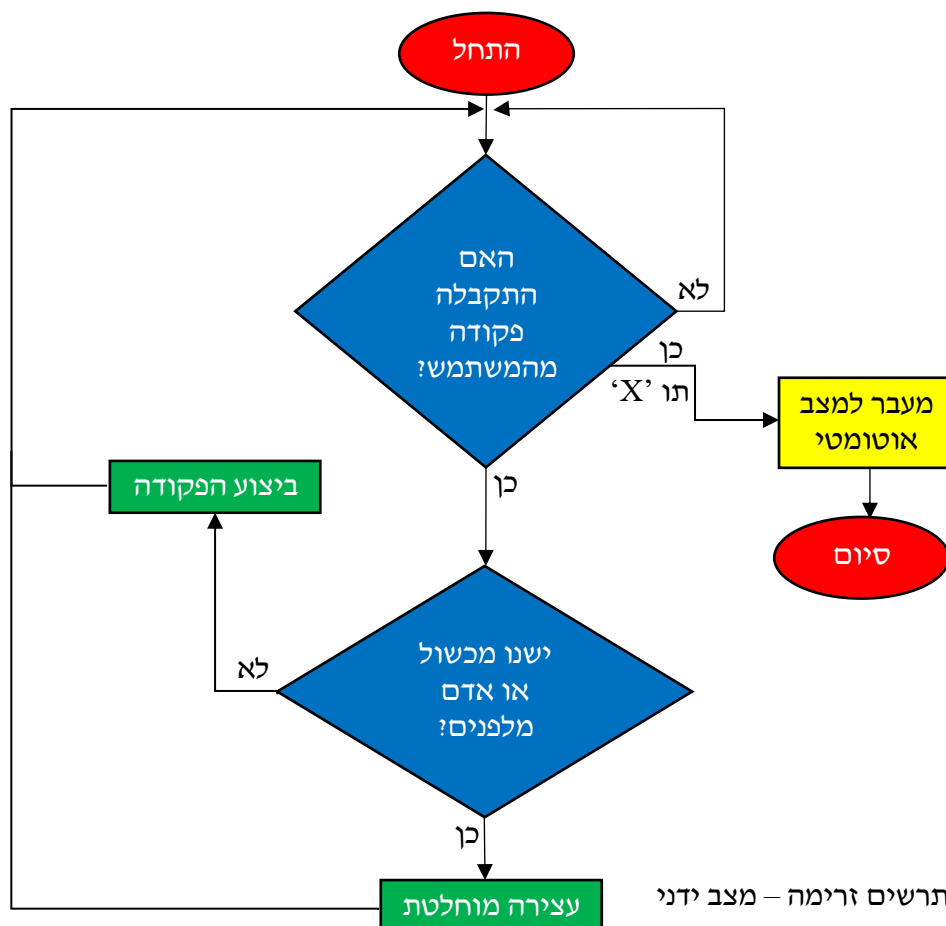 התחל
האם
התקבלה
פקודה
מהמשתמש?
לא
כן
תו 'X'
מעבר למצב
אוטומטי
כן
ביצוע הפקודה
סיום
ישנו מכשול
או אדם
מלפנים?
לא
כן
עצירה מוחלטת
תרשים זרימה – מצב ידני